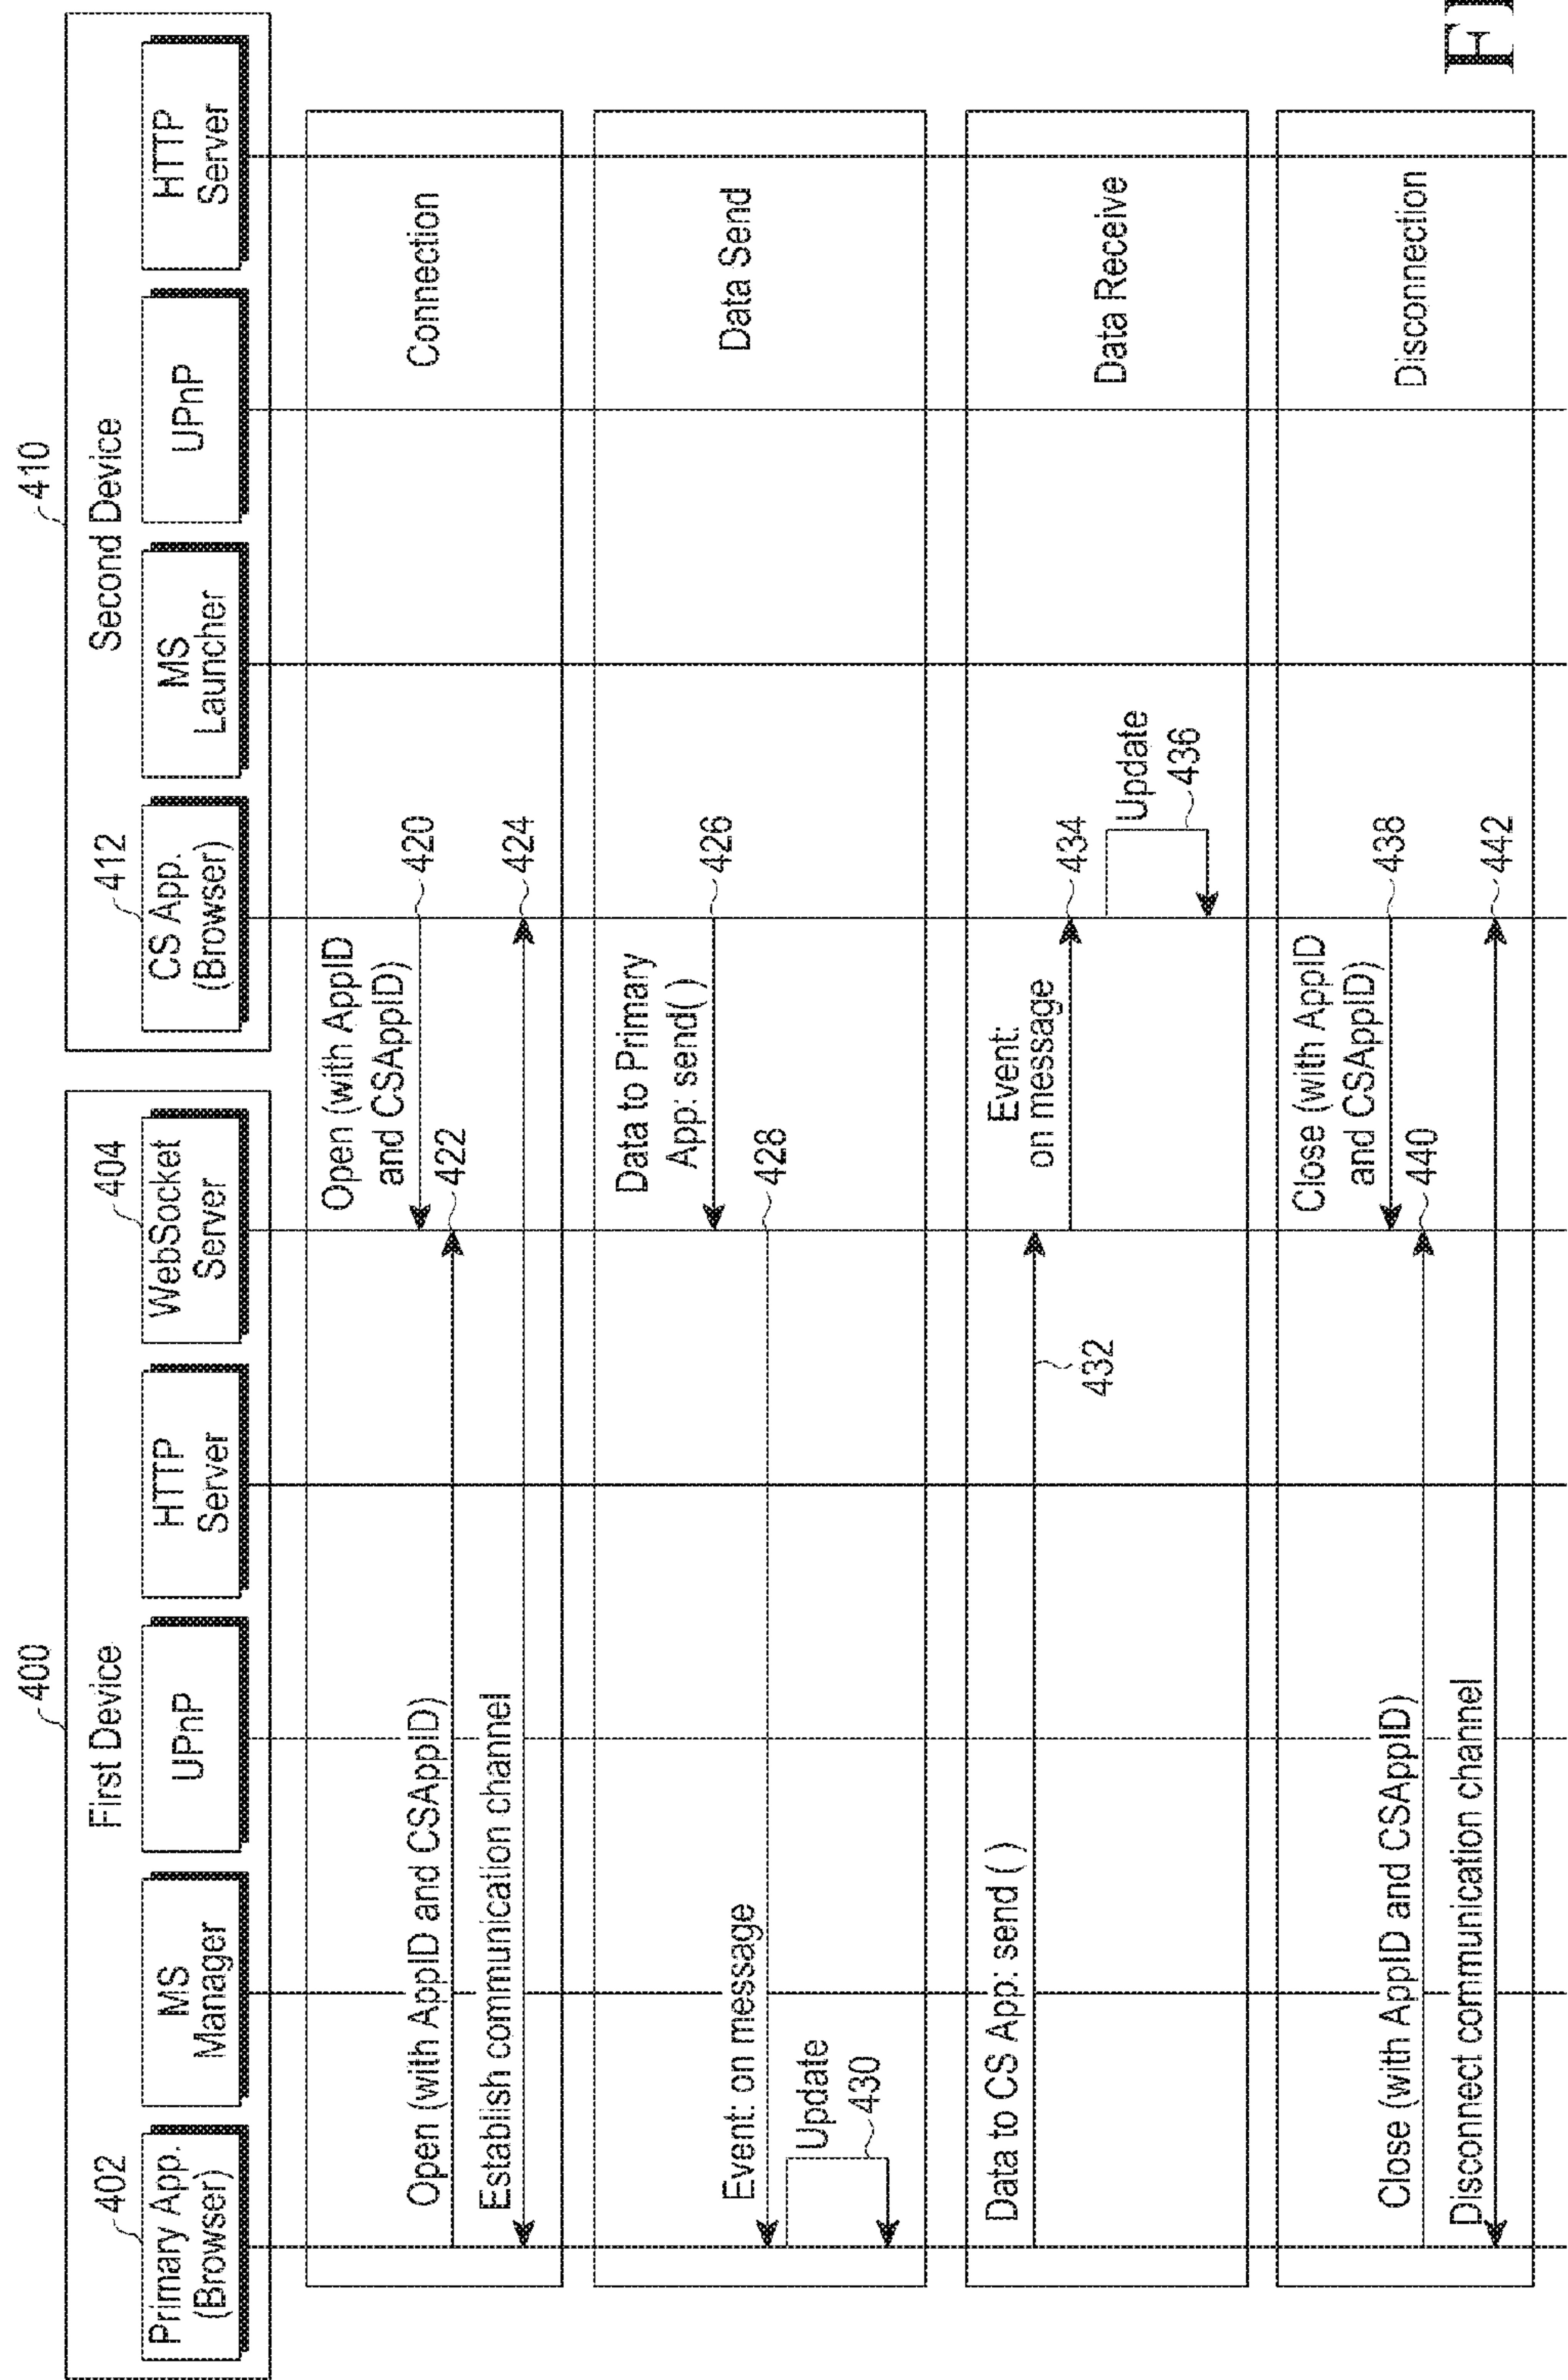 400
410
First Device
Second Device
402
404
412
Primary App.
(Browser)
MS
Manager
UPnP
HTTP
Server
WebSocket
Server
CS App.
(Browser)
MS
Launcher
UPnP
HTTP
Server
Connection
Open (with AppID
and CSAppID)
420
Open (with AppID and CSAppID)
422
Establish communication channel
424
Data Send
Data to Primary
App: send( )
426
Event: on message
428
Update
430
Data Receive
Data to CS App: send ( )
432
Event:
on message
434
Update
436
Disconnection
Close (with AppID
and CSAppID)
438
Close (with AppID and CSAppID)
440
Disconnect communication channel
442